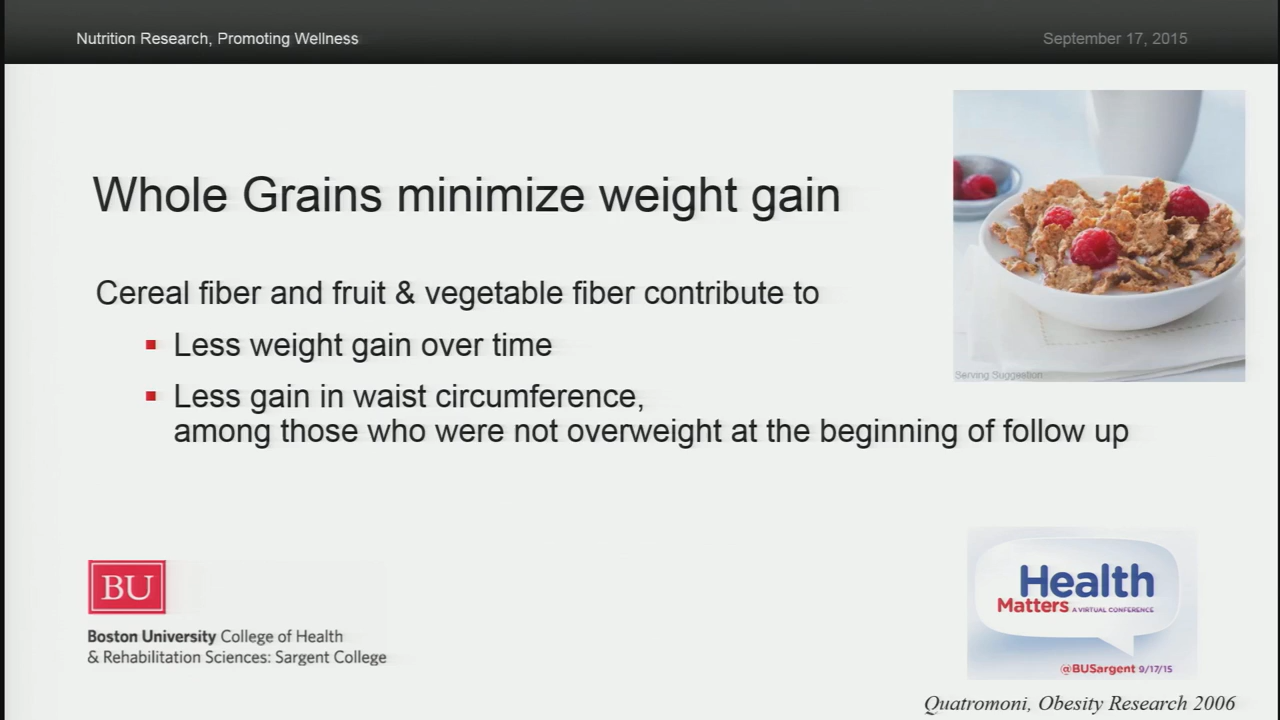 Nutrition Research, Promoting Wellness
September 17, 2015
Whole Grains minimize weight gain
Cereal fiber and fruit & vegetable fiber contribute to
Less weight gain over time
Less gain in waist circumference,
among those who were not overweight at the beginning of follow up
Serving Suggestion
BU
Boston University College of Health
& Rehabilitation Sciences: Sargent College
Health
Matters A VIRTUAL CONFERENCE
@BUSargent 9/17/15
Quatromoni, Obesity Research 2006